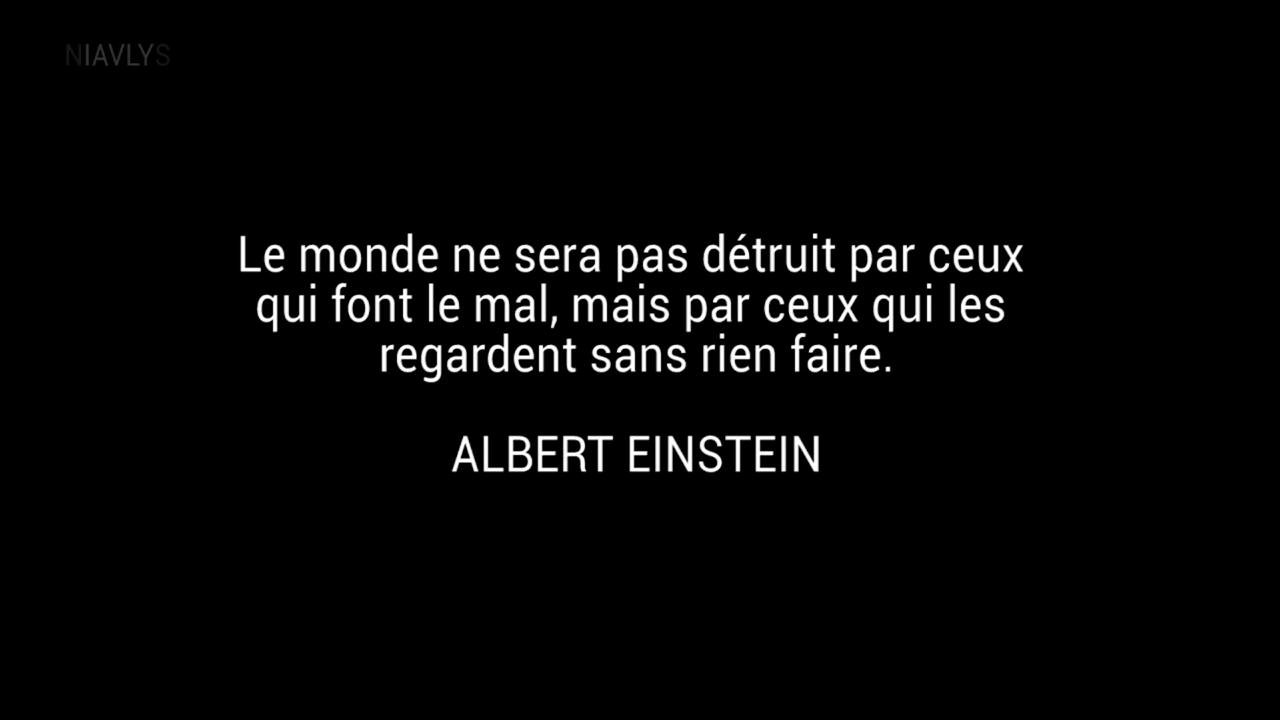 NIAVLYS
Le monde ne sera pas détruit par ceux
qui font le mal, mais par ceux qui les
regardent sans rien faire.
ALBERT EINSTEIN